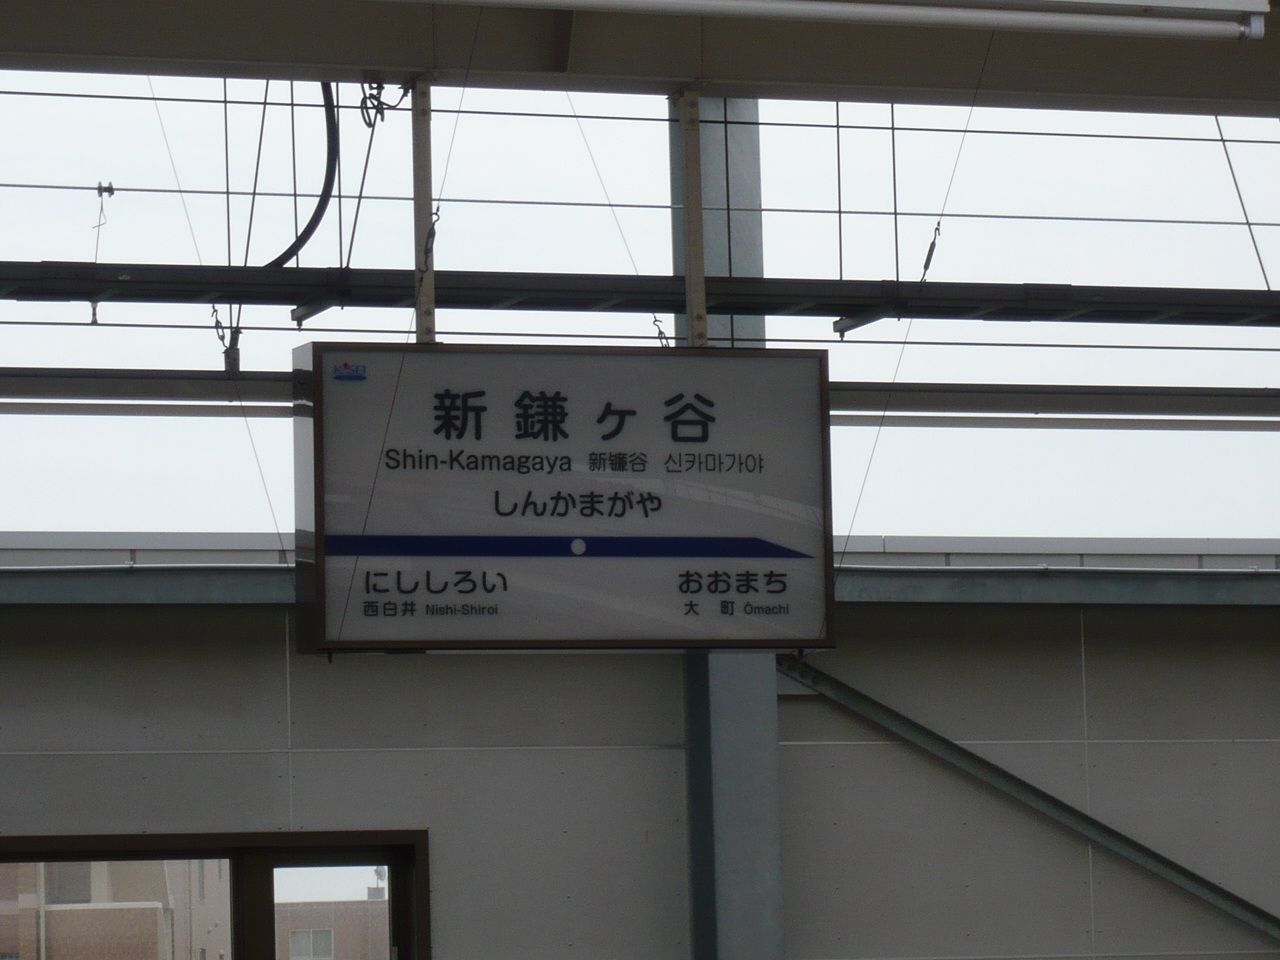 KSEI
新鎌ヶ谷
Shin-Kamagaya 新镰谷 신카마가야
しんかまがや
にししろい おおまち
西白井 Nishi-Shiroi 大町 Ōmachi